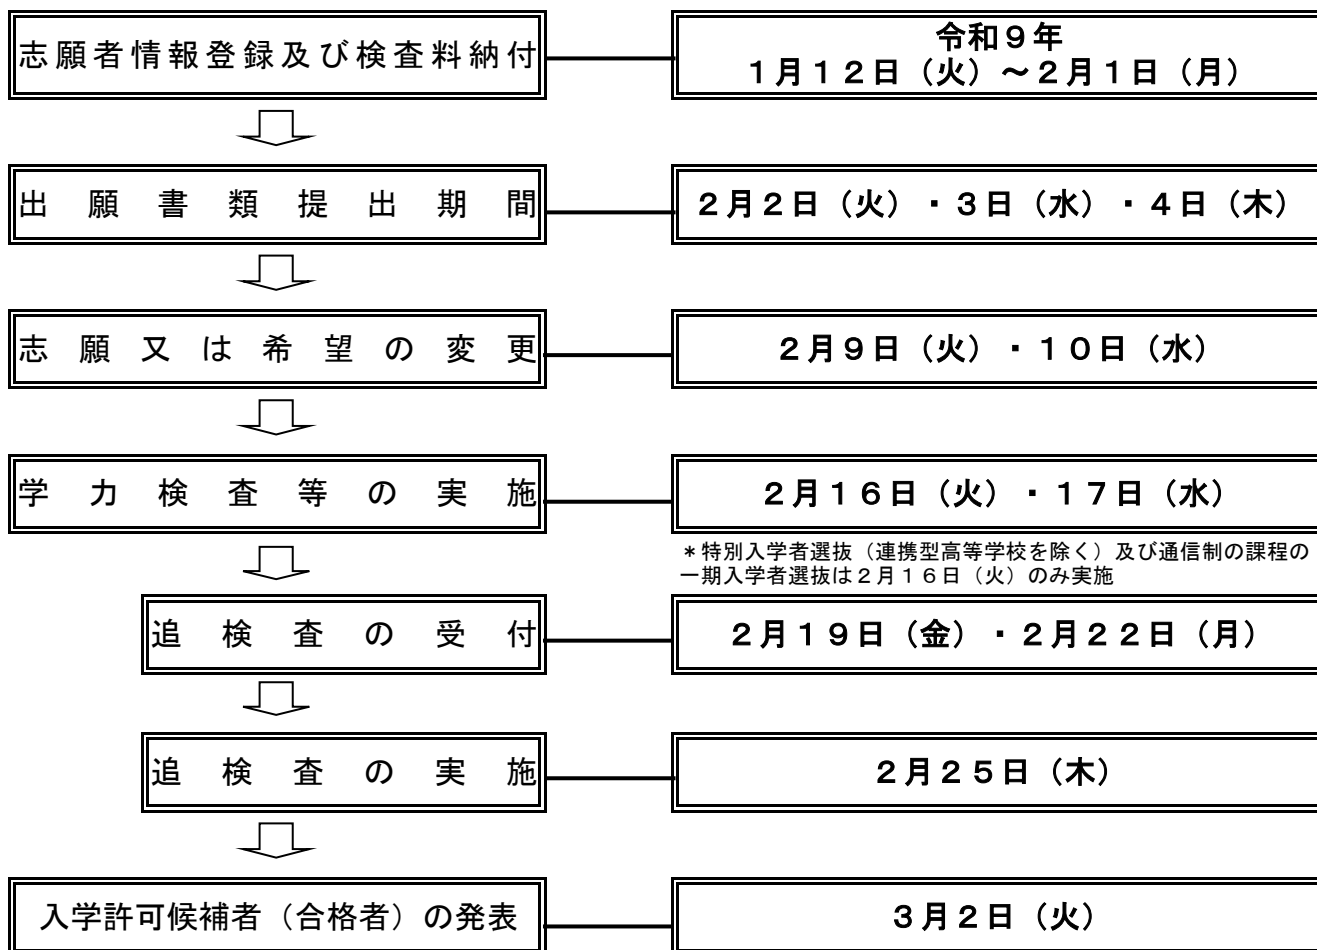 志願者情報登録及び検査料納付
令和９年
１月１２日（火）～２月１日（月）
出願書類提出期間
２月２日（火）・３日（水）・４日（木）
志願又は希望の変更
２月９日（火）・１０日（水）
学力検査等の実施
２月１６日（火）・１７日（水）
＊特別入学者選抜（連携型高等学校を除く）及び通信制の課程の
一期入学者選抜は２月１６日（火）のみ実施
追検査の受付
２月１９日（金）・２月２２日（月）
追検査の実施
２月２５日（木）
入学許可候補者（合格者）の発表
３月２日（火）